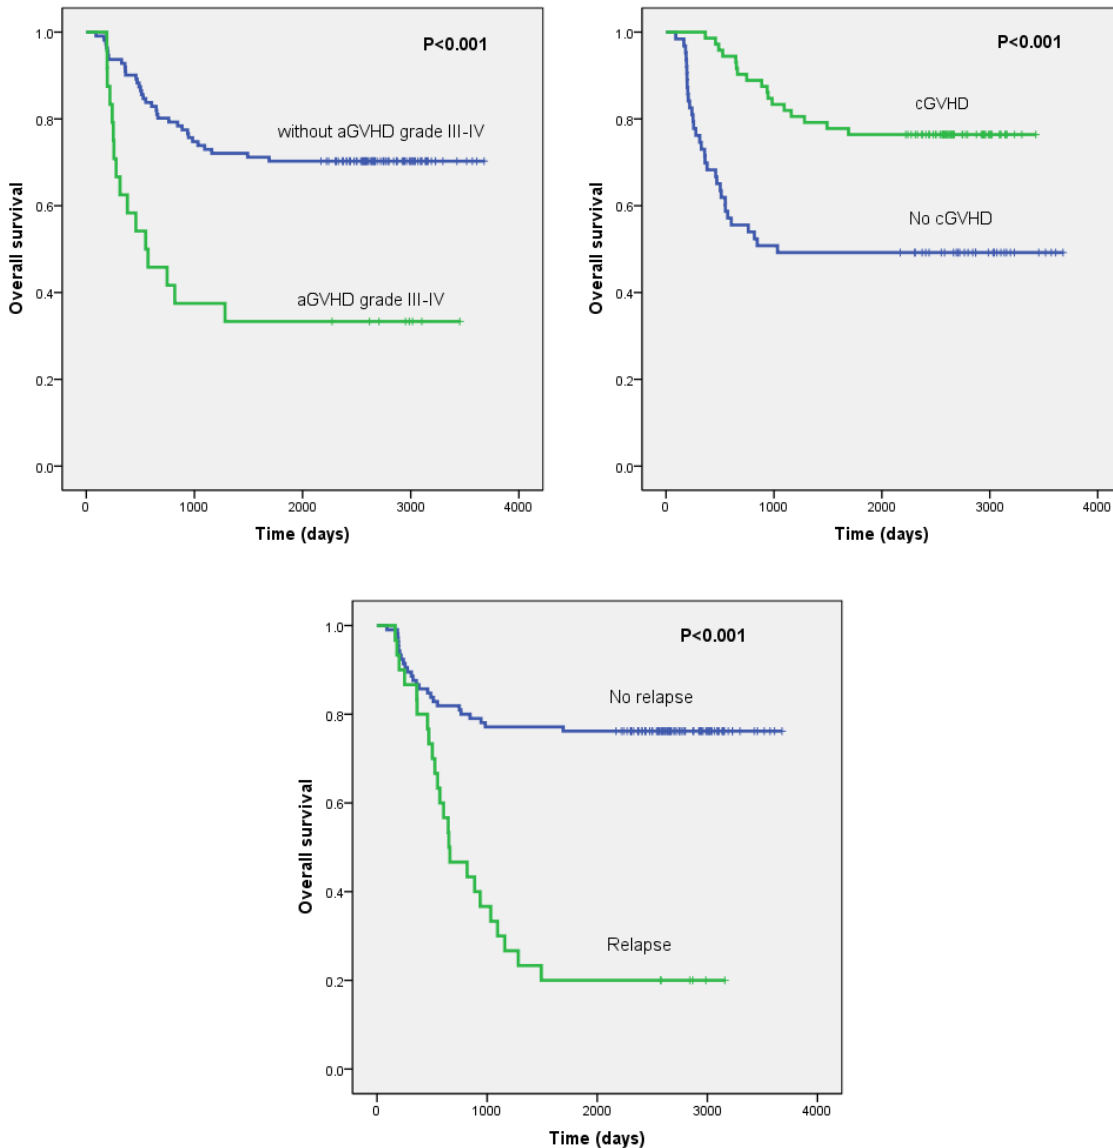 P<0.001
without aGVHD grade III-IV
aGVHD grade III-IV
Overall survival
1.0
0.8
0.6
0.4
0.2
0.0
0 1000 2000 3000 4000
Time (days)
P<0.001
cGVHD
No cGVHD
Overall survival
1.0
0.8
0.6
0.4
0.2
0.0
0 1000 2000 3000 4000
Time (days)
P<0.001
No relapse
Relapse
Overall survival
1.0
0.8
0.6
0.4
0.2
0.0
0 1000 2000 3000 4000
Time (days)